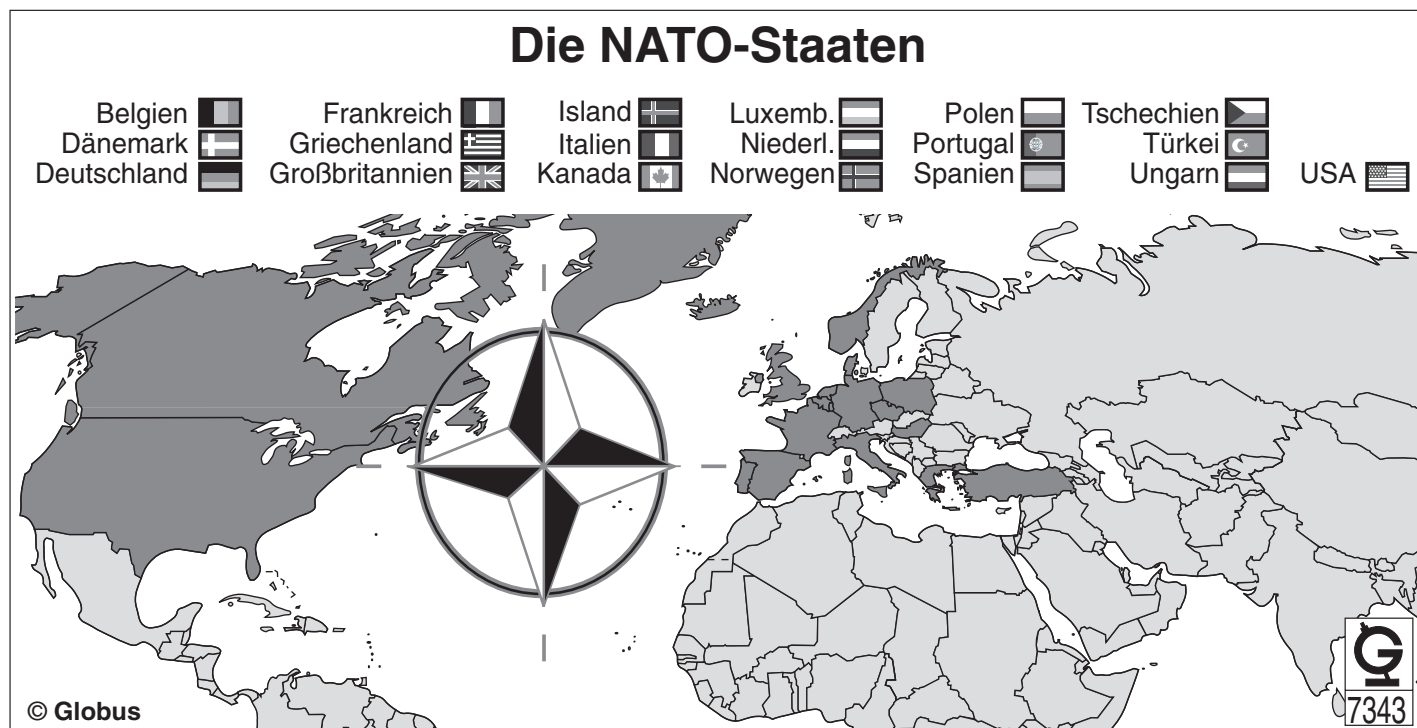 Die NATO-Staaten
Belgien Frankreich Island Luxemb. Polen Tschechien
Dänemark Griechenland Italien Niederl. Portugal Türkei
Deutschland Großbritannien Kanada Norwegen Spanien Ungarn USA
© Globus
G
7343